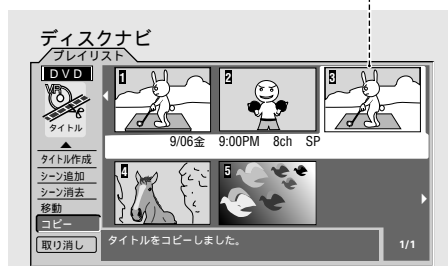 ディスクナビ
プレイリスト
DVD
VR
タイトル
1
2
3
9/06金 9:00PM 8ch SP
タイトル作成
シーン追加
シーン消去
移動
コピー
取り消し
4
5
タイトルをコピーしました。
1/1